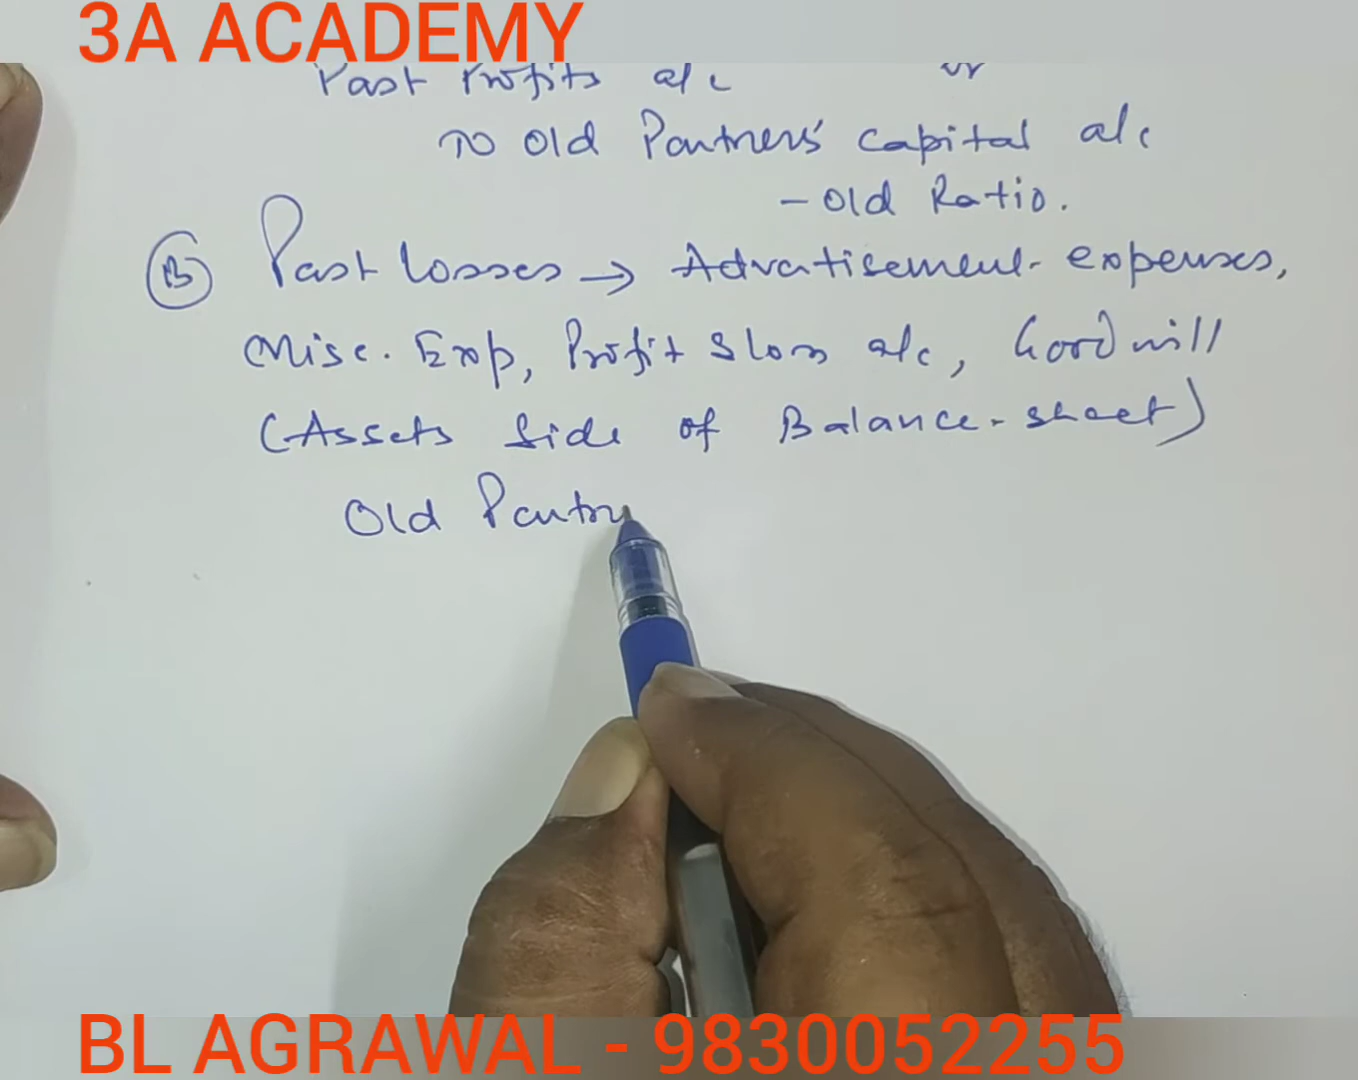 3A ACADEMY
Past Profits a/c or
To Old Partners' Capital a/c
- Old Ratio.
(B) Past losses → Advertisement expenses,
Misc. Exp, Profit & loss a/c, Goodwill
(Assets side of Balance-sheet)
Old Partn
BL AGRAWAL - 9830052255